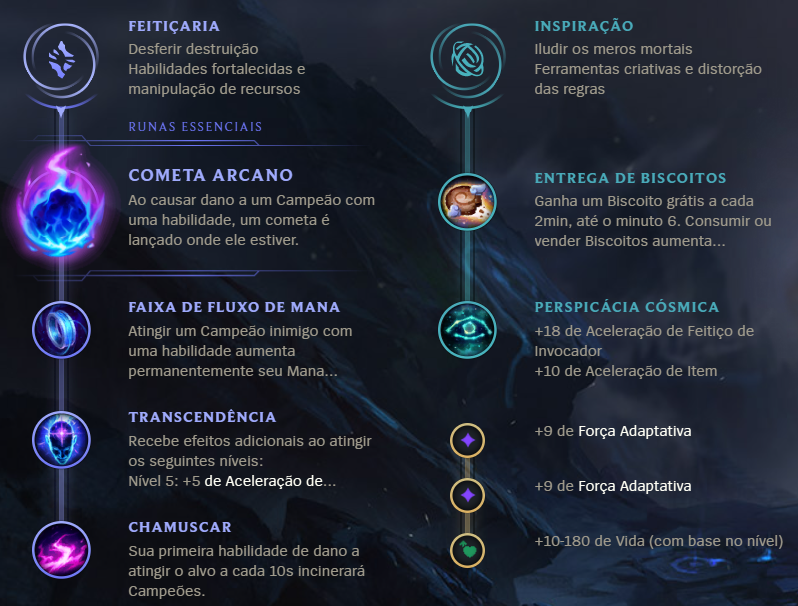 FEITIÇARIA
Desferir destruição
Habilidades fortalecidas e
manipulação de recursos
RUNAS ESSENCIAIS
COMETA ARCANO
Ao causar dano a um Campeão com
uma habilidade, um cometa é
lançado onde ele estiver.
FAIXA DE FLUXO DE MANA
Atingir um Campeão inimigo com
uma habilidade aumenta
permanentemente seu Mana...
TRANSCENDÊNCIA
Recebe efeitos adicionais ao atingir
os seguintes níveis:
Nível 5: +5 de Aceleração de...
CHAMUSCAR
Sua primeira habilidade de dano a
atingir o alvo a cada 10s incinerará
Campeões.
INSPIRAÇÃO
Iludir os meros mortais
Ferramentas criativas e distorção
das regras
ENTREGA DE BISCOITOS
Ganha um Biscoito grátis a cada
2min, até o minuto 6. Consumir ou
vender Biscoitos aumenta...
PERSPICÁCIA CÓSMICA
+18 de Aceleração de Feitiço de
Invocador
+10 de Aceleração de Item
+9 de Força Adaptativa
+9 de Força Adaptativa
+10-180 de Vida (com base no nível)